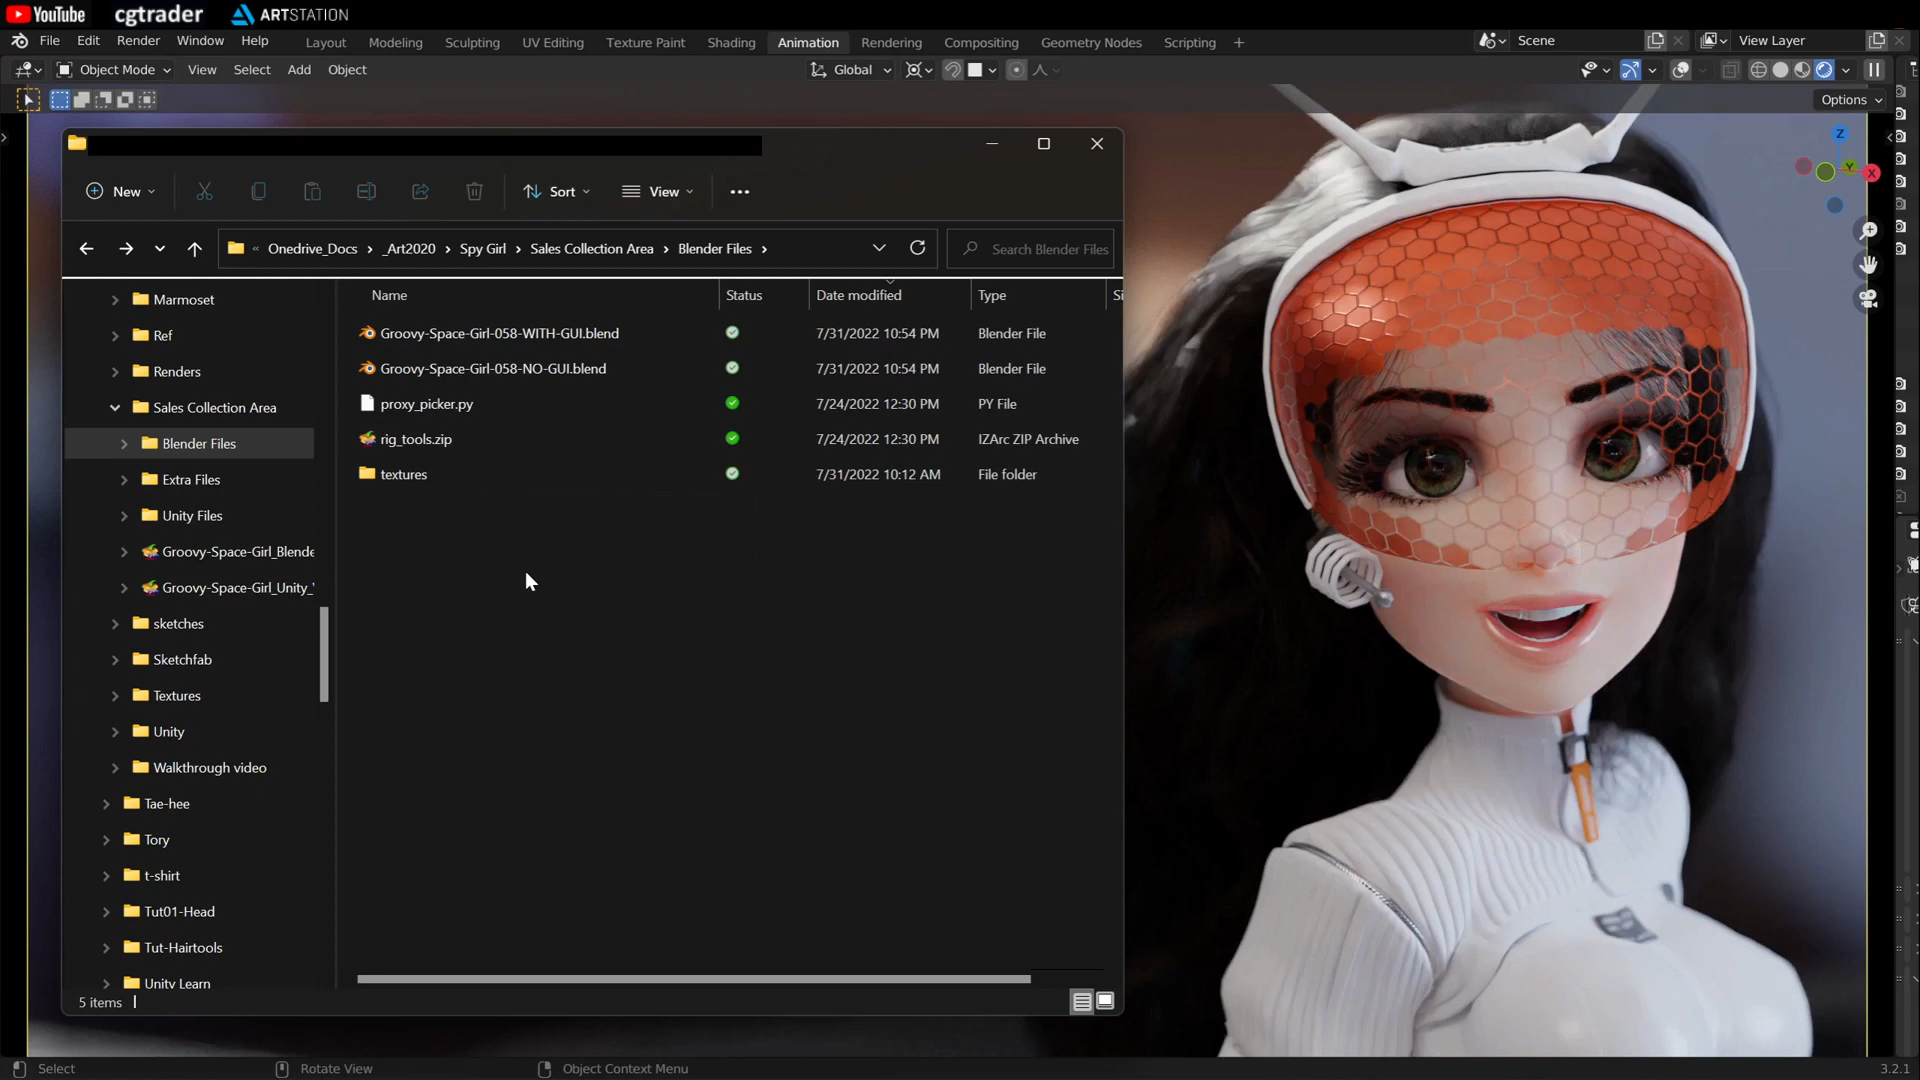 YouTube cgtrader ARTSTATION
File Edit Render Window Help Layout Modeling Sculpting UV Editing Texture Paint Shading Animation Rendering Compositing Geometry Nodes Scripting + Scene View Layer
Object Mode View Select Add Object Global
Options
Z
Y
X
New Sort View
« Onedrive_Docs _Art2020 Spy Girl Sales Collection Area Blender Files Search Blender Files
Name Status Date modified Type Si
Groovy-Space-Girl-058-WITH-GUI.blend 7/31/2022 10:54 PM Blender File
Groovy-Space-Girl-058-NO-GUI.blend 7/31/2022 10:54 PM Blender File
proxy_picker.py 7/24/2022 12:30 PM PY File
rig_tools.zip 7/24/2022 12:30 PM IZArc ZIP Archive
textures 7/31/2022 10:12 AM File folder
Marmoset
Ref
Renders
Sales Collection Area
Blender Files
Extra Files
Unity Files
Groovy-Space-Girl_Blende
Groovy-Space-Girl_Unity_
sketches
Sketchfab
Textures
Unity
Walkthrough video
Tae-hee
Tory
t-shirt
Tut01-Head
Tut-Hairtools
Unity Learn
5 items
Select Rotate View Object Context Menu 3.2.1